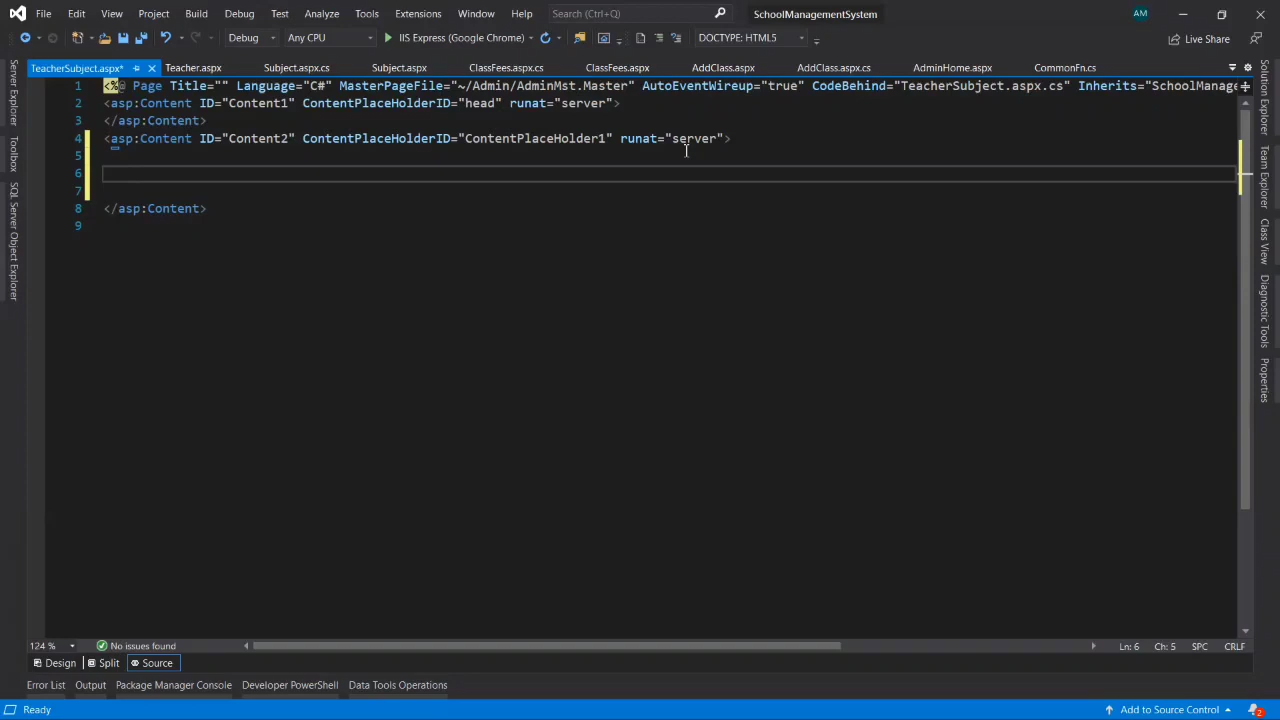 File Edit View Project Build Debug Test Analyze Tools Extensions Window Help Search (Ctrl+Q) SchoolManagementSystem AM
Debug Any CPU IIS Express (Google Chrome) DOCTYPE: HTML5 Live Share
TeacherSubject.aspx* Teacher.aspx Subject.aspx.cs Subject.aspx ClassFees.aspx.cs ClassFees.aspx AddClass.aspx AddClass.aspx.cs AdminHome.aspx CommonFn.cs
Server Explorer
Toolbox
SQL Server Object Explorer
1 <%@ Page Title="" Language="C#" MasterPageFile="~/Admin/AdminMst.Master" AutoEventWireup="true" CodeBehind="TeacherSubject.aspx.cs" Inherits="SchoolManage
2 <asp:Content ID="Content1" ContentPlaceHolderID="head" runat="server">
3 </asp:Content>
4 <asp:Content ID="Content2" ContentPlaceHolderID="ContentPlaceHolder1" runat="server">
5
6
7
8 </asp:Content>
9
Solution Explorer
Team Explorer
Class View
Diagnostic Tools
Properties
124 % No issues found Ln: 6 Ch: 5 SPC CRLF
Design Split Source
Error List Output Package Manager Console Developer PowerShell Data Tools Operations
Ready Add to Source Control 2